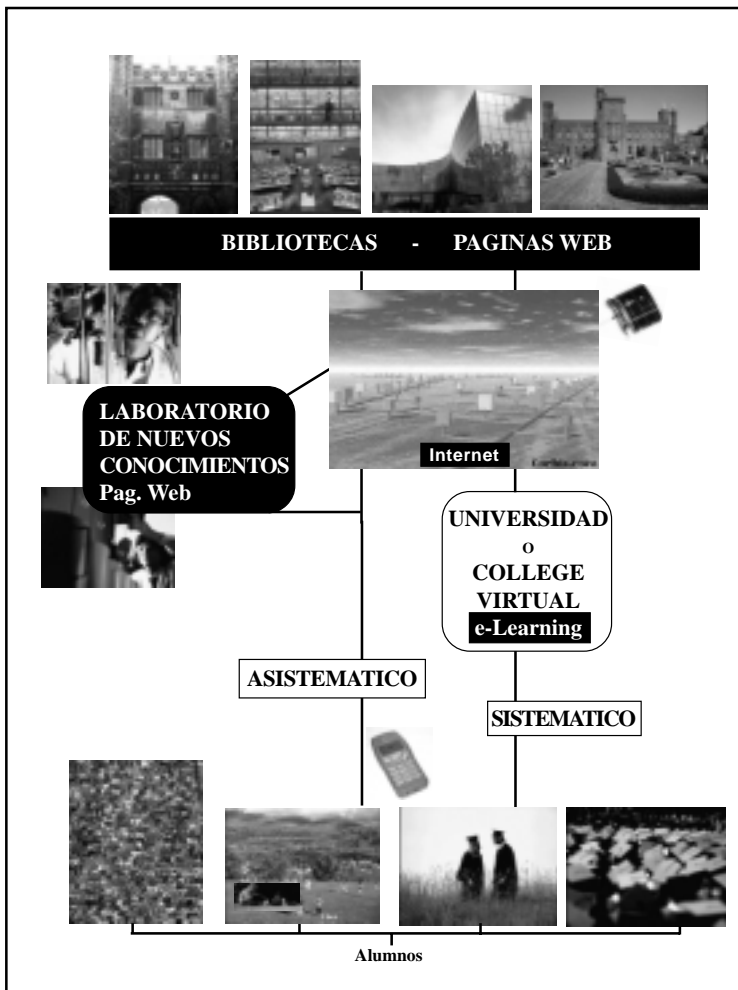 BIBLIOTECAS - PAGINAS WEB
LABORATORIO
DE NUEVOS
CONOCIMIENTOS
Pag. Web
Internet
UNIVERSIDAD
O
COLLEGE
VIRTUAL
e-Learning
ASISTEMATICO
SISTEMATICO
Alumnos